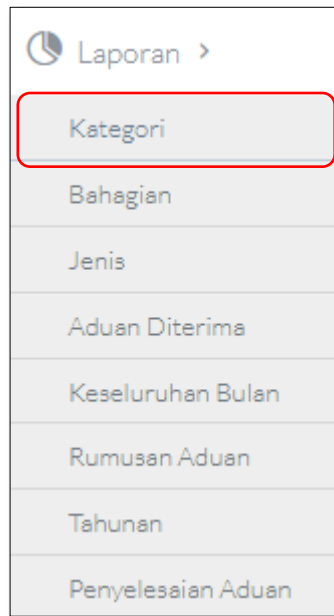 Laporan >
Kategori
Bahagian
Jenis
Aduan Diterima
Keseluruhan Bulan
Rumusan Aduan
Tahunan
Penyelesaian Aduan